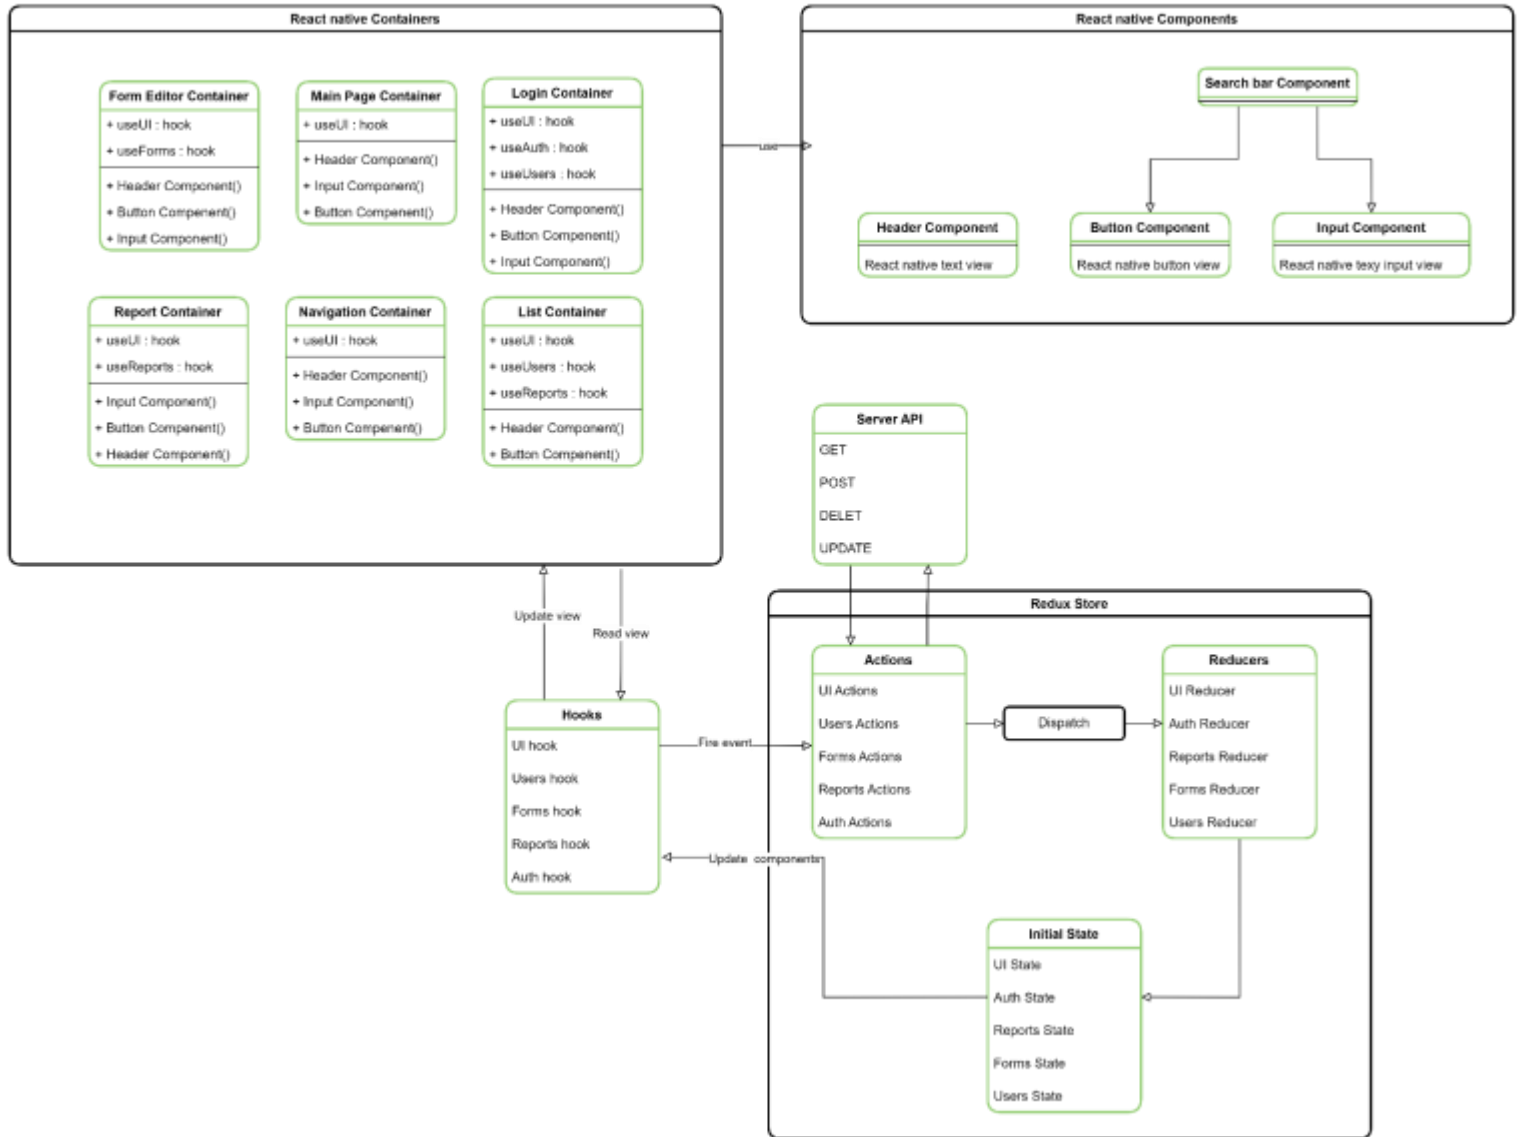 React native Containers
Form Editor Container
+ useUI : hook
+ useForms : hook
+ Header Component()
+ Button Compenent()
+ Input Component()
Main Page Container
+ useUI : hook
+ Header Component()
+ Input Component()
+ Button Compenent()
Login Container
+ useUI : hook
+ useAuth : hook
+ useUsers : hook
+ Header Component()
+ Button Compenent()
+ Input Component()
Report Container
+ useUI : hook
+ useReports : hook
+ Input Component()
+ Button Compenent()
+ Header Component()
Navigation Container
+ useUI : hook
+ Header Component()
+ Input Component()
+ Button Compenent()
List Container
+ useUI : hook
+ useUsers : hook
+ useReports : hook
+ Header Component()
+ Button Compenent()
use
React native Components
Search bar Component
Header Component
React native text view
Button Component
React native button view
Input Component
React native texy input view
Server API
GET
POST
DELET
UPDATE
Update view
Read view
Hooks
UI hook
Users hook
Forms hook
Reports hook
Auth hook
Fire event
Update components
Redux Store
Actions
UI Actions
Users Actions
Forms Actions
Reports Actions
Auth Actions
Dispatch
Reducers
UI Reducer
Auth Reducer
Reports Reducer
Forms Reducer
Users Reducer
Initial State
UI State
Auth State
Reports State
Forms State
Users State